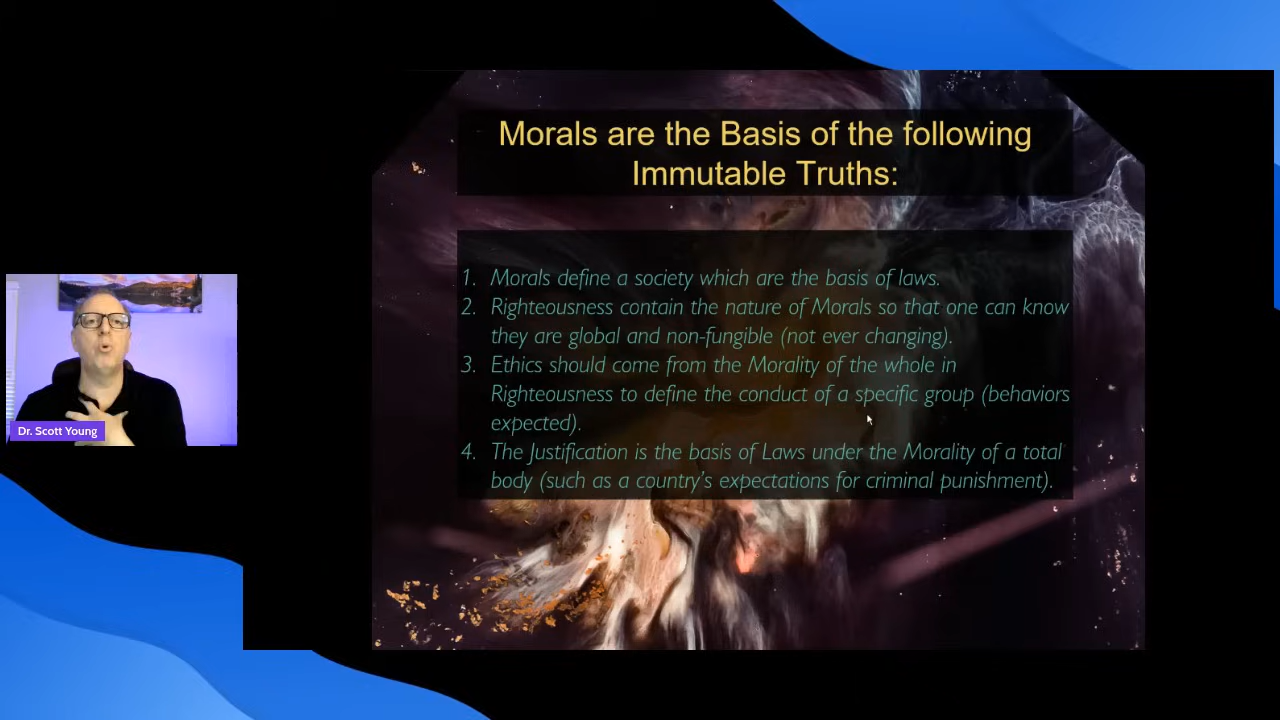 Morals are the Basis of the following
Immutable Truths:
1. Morals define a society which are the basis of laws.
2. Righteousness contain the nature of Morals so that one can know
they are global and non-fungible (not ever changing).
3. Ethics should come from the Morality of the whole in
Righteousness to define the conduct of a specific group (behaviors
expected).
4. The Justification is the basis of Laws under the Morality of a total
body (such as a country's expectations for criminal punishment).
Dr. Scott Young